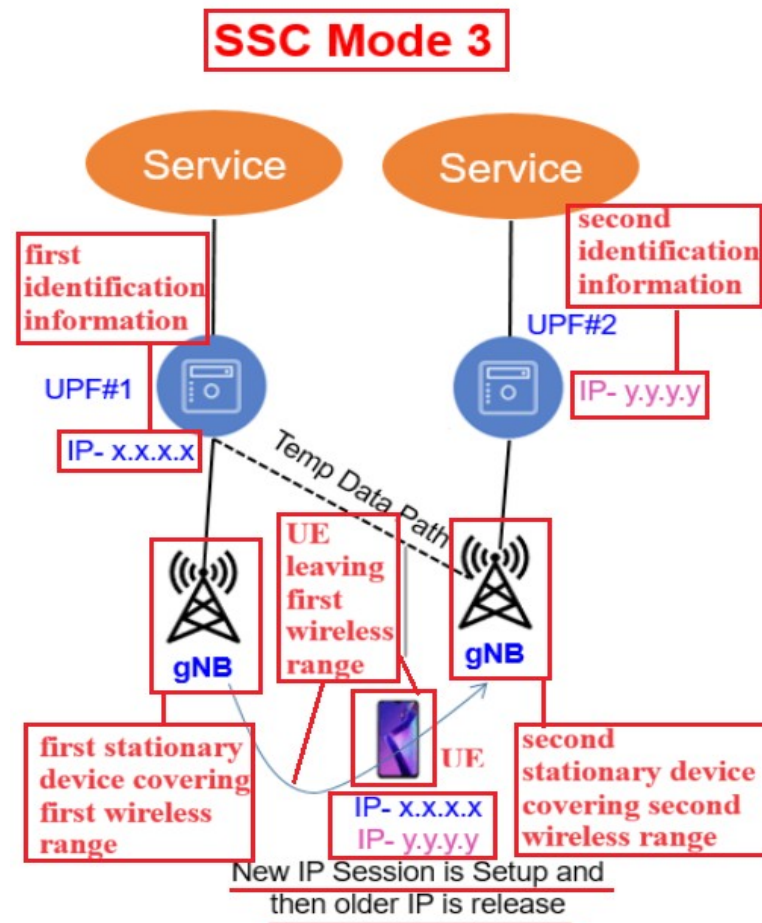 SSC Mode 3
Service
Service
first
identification
information
second
identification
information
UPF#1
UPF#2
IP- x.x.x.x
IP- y.y.y.y
Temp Data Path
UE
leaving
first
wireless
range
gNB
gNB
first stationary
device covering
first wireless
range
UE
second
stationary device
covering second
wireless range
IP- x.x.x.x
IP- y.y.y.y
New IP Session is Setup and
then older IP is release